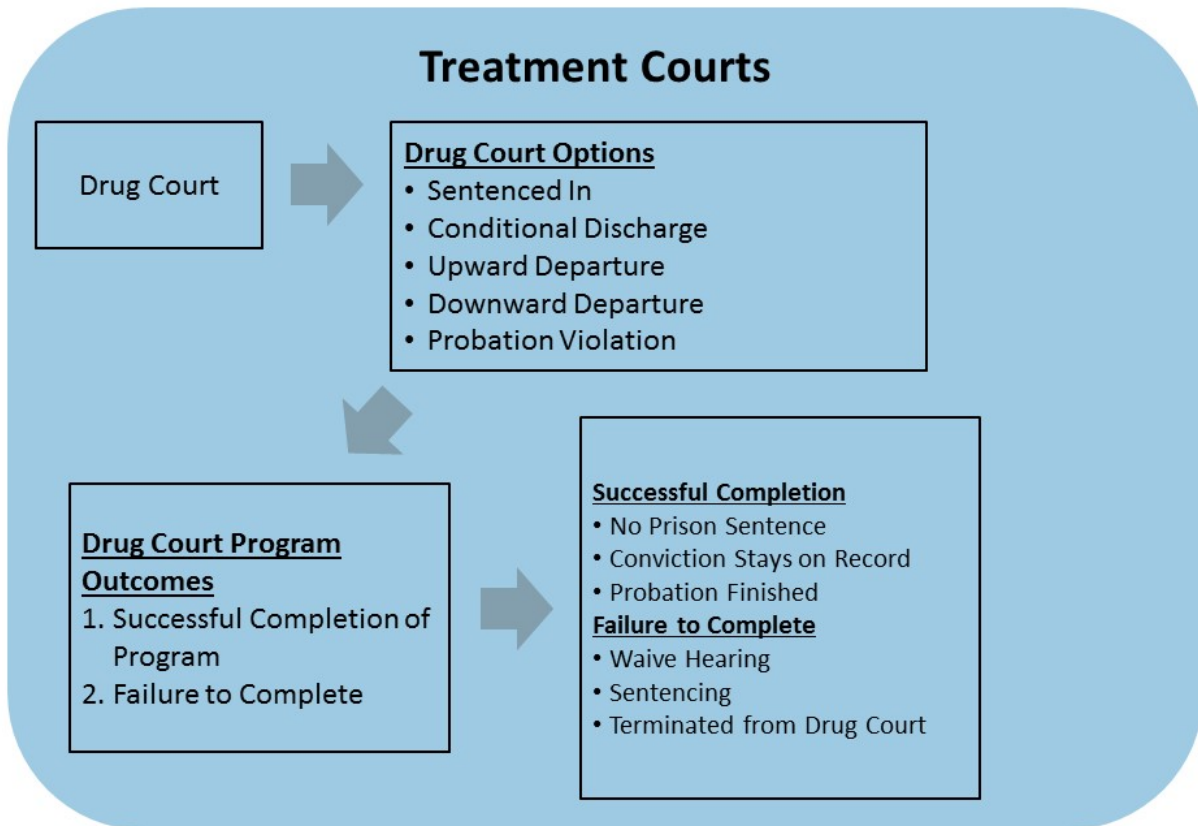 Treatment Courts
Drug Court
Drug Court Options
• Sentenced In
• Conditional Discharge
• Upward Departure
• Downward Departure
• Probation Violation
Drug Court Program
Outcomes
1. Successful Completion of
Program
2. Failure to Complete
Successful Completion
• No Prison Sentence
• Conviction Stays on Record
• Probation Finished
Failure to Complete
• Waive Hearing
• Sentencing
• Terminated from Drug Court